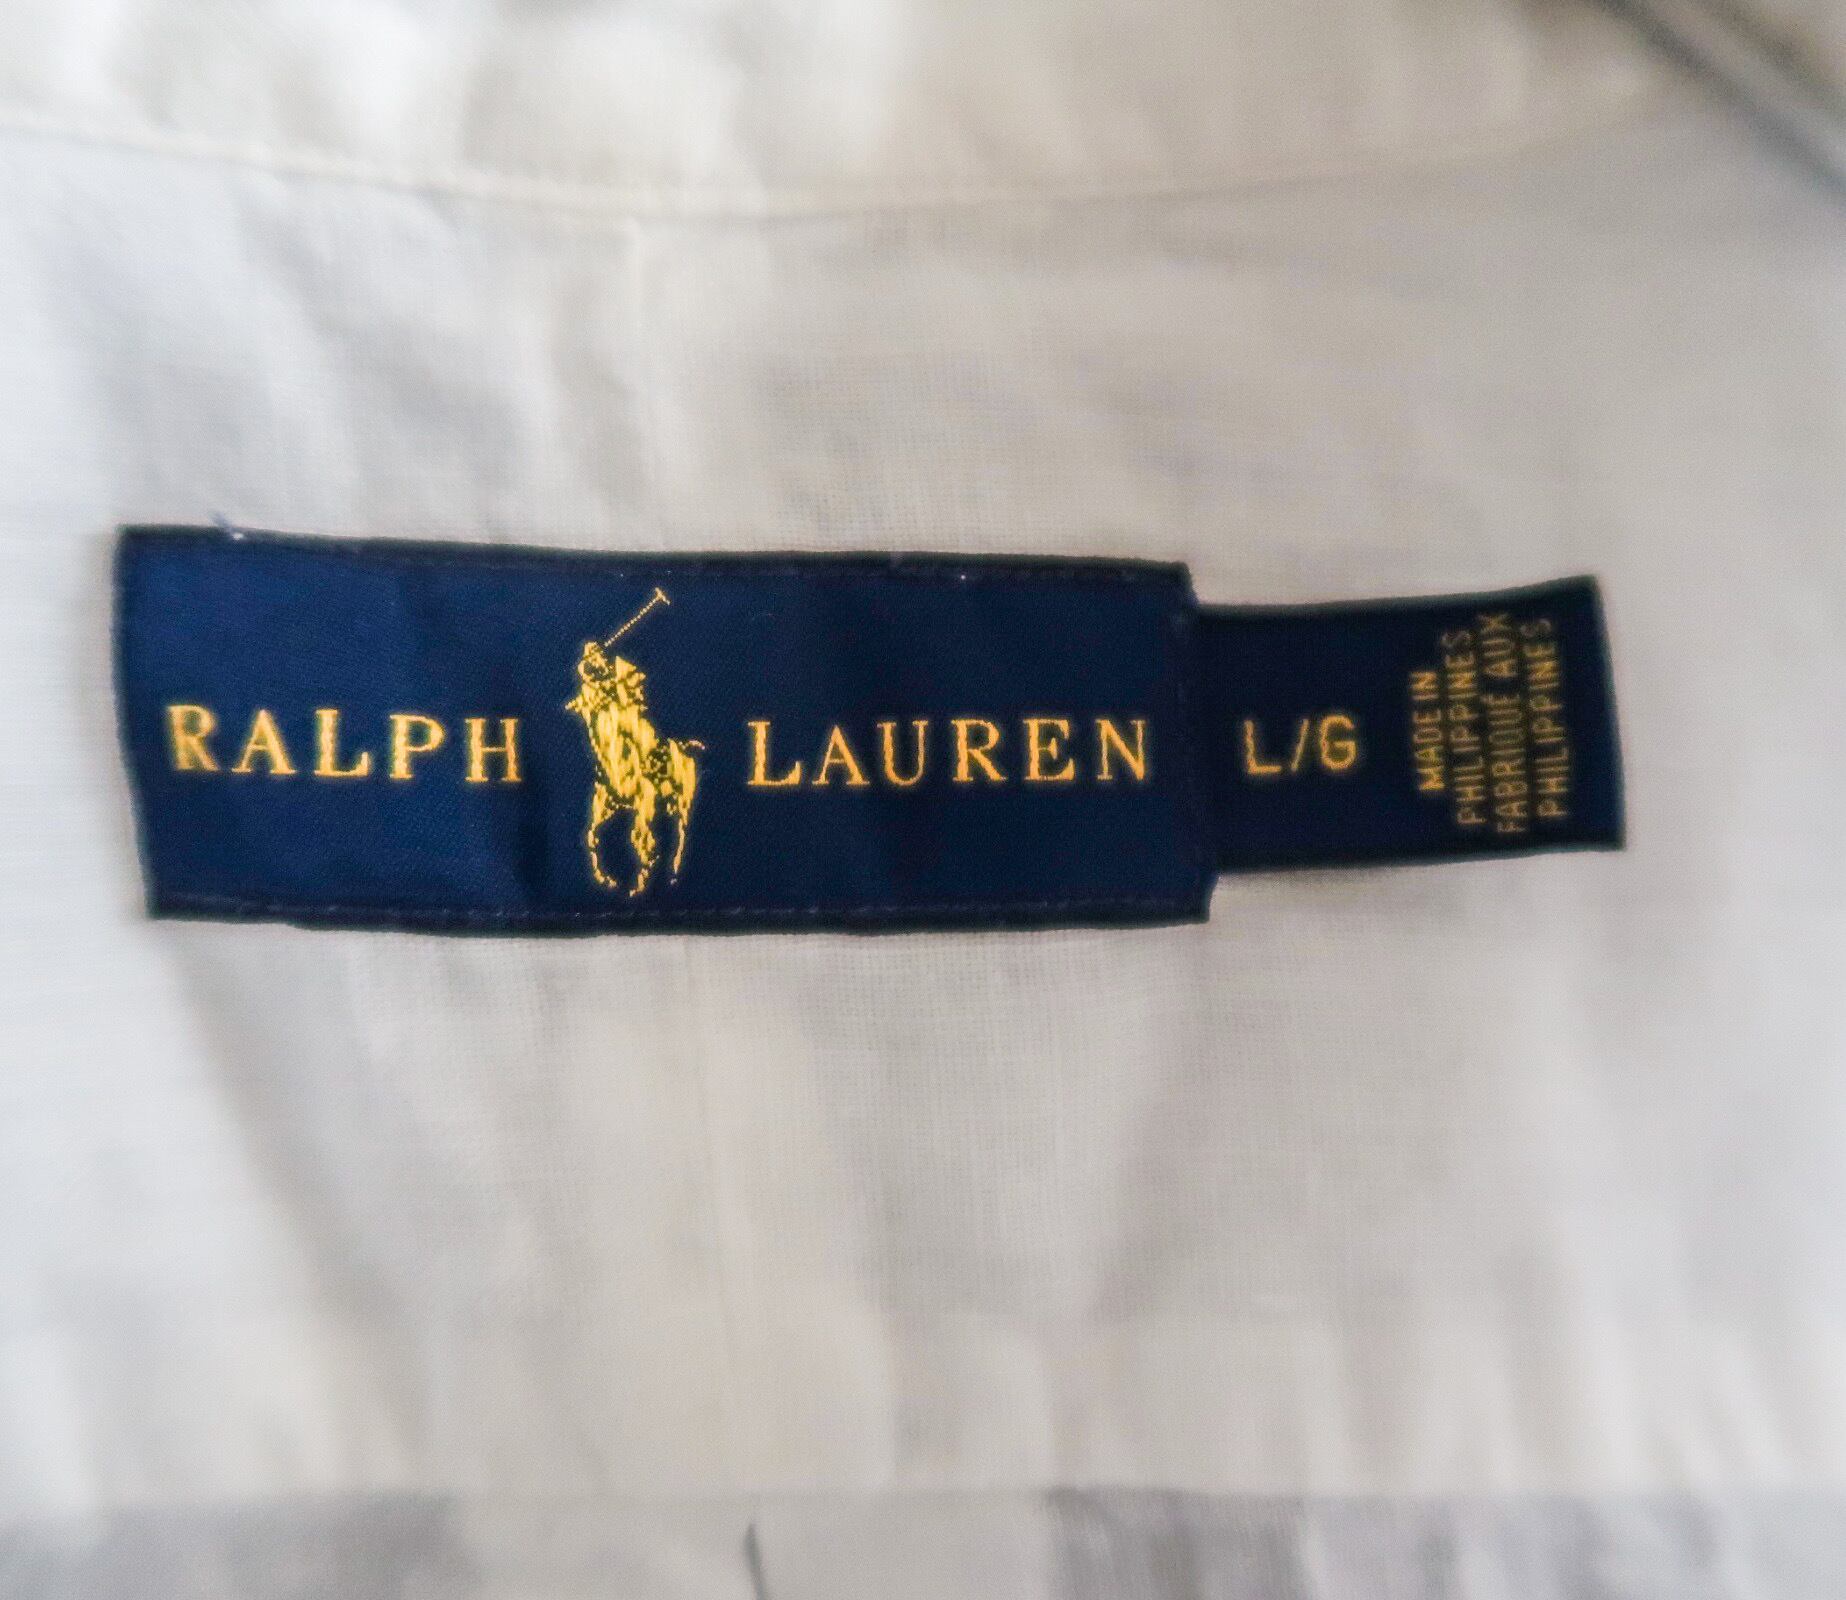 RALPH LAUREN
L/G
MADE IN
PHILIPPINES
FABRIQUÉ AUX
PHILIPPINES